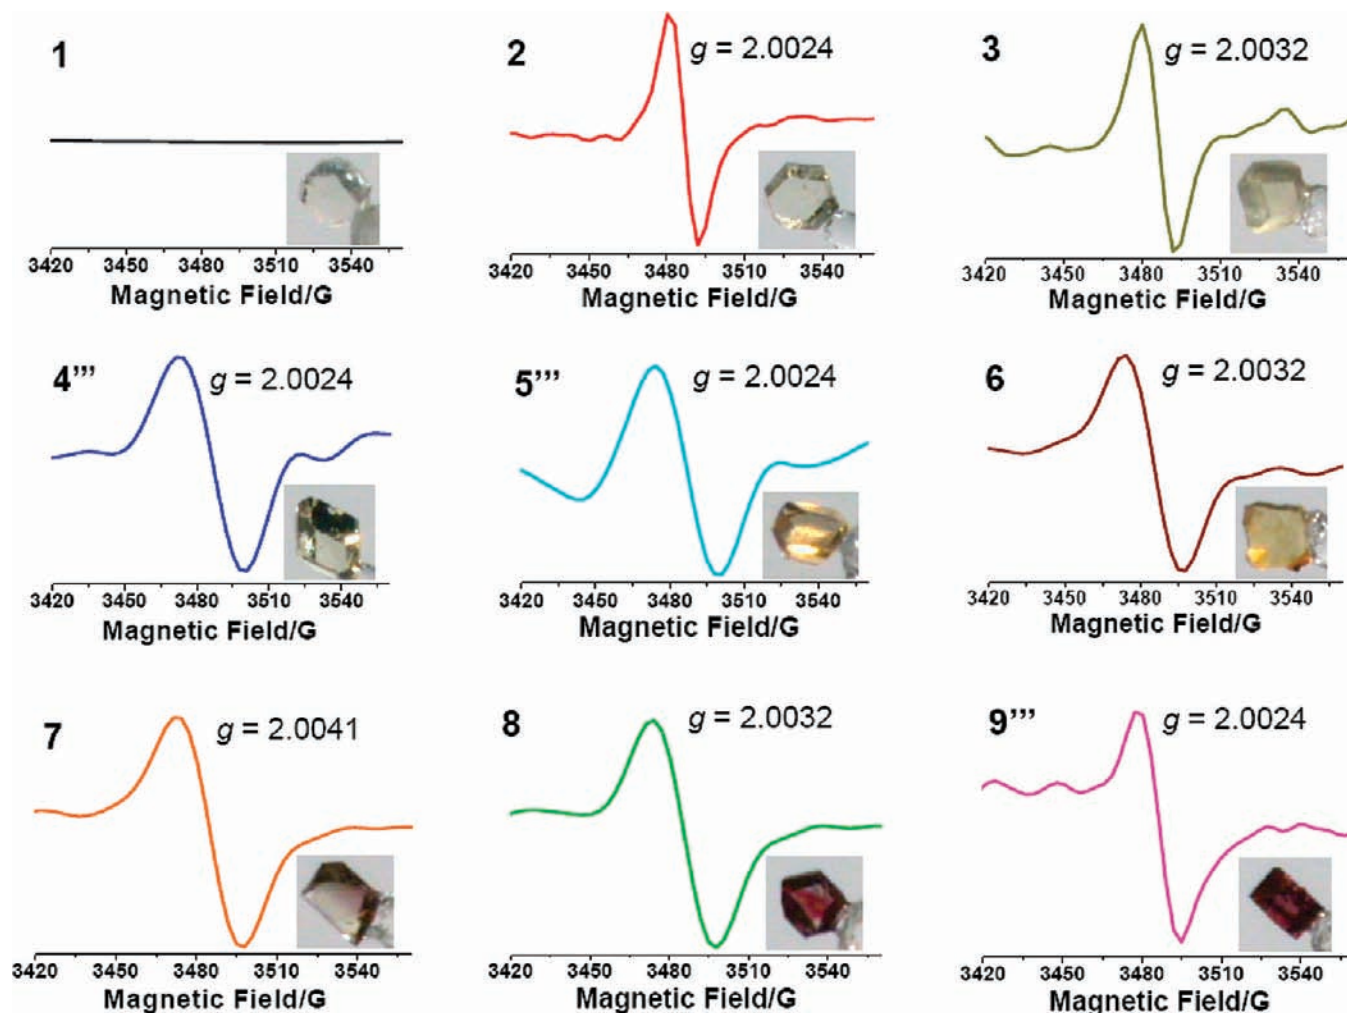 1
2
g = 2.0024
3
g = 2.0032
3420 3450 3480 3510 3540
Magnetic Field/G
3420 3450 3480 3510 3540
Magnetic Field/G
3420 3450 3480 3510 3540
Magnetic Field/G
4'''
g = 2.0024
5'''
g = 2.0024
6
g = 2.0032
3420 3450 3480 3510 3540
Magnetic Field/G
3420 3450 3480 3510 3540
Magnetic Field/G
3420 3450 3480 3510 3540
Magnetic Field/G
7
g = 2.0041
8
g = 2.0032
9'''
g = 2.0024
3420 3450 3480 3510 3540
Magnetic Field/G
3420 3450 3480 3510 3540
Magnetic Field/G
3420 3450 3480 3510 3540
Magnetic Field/G